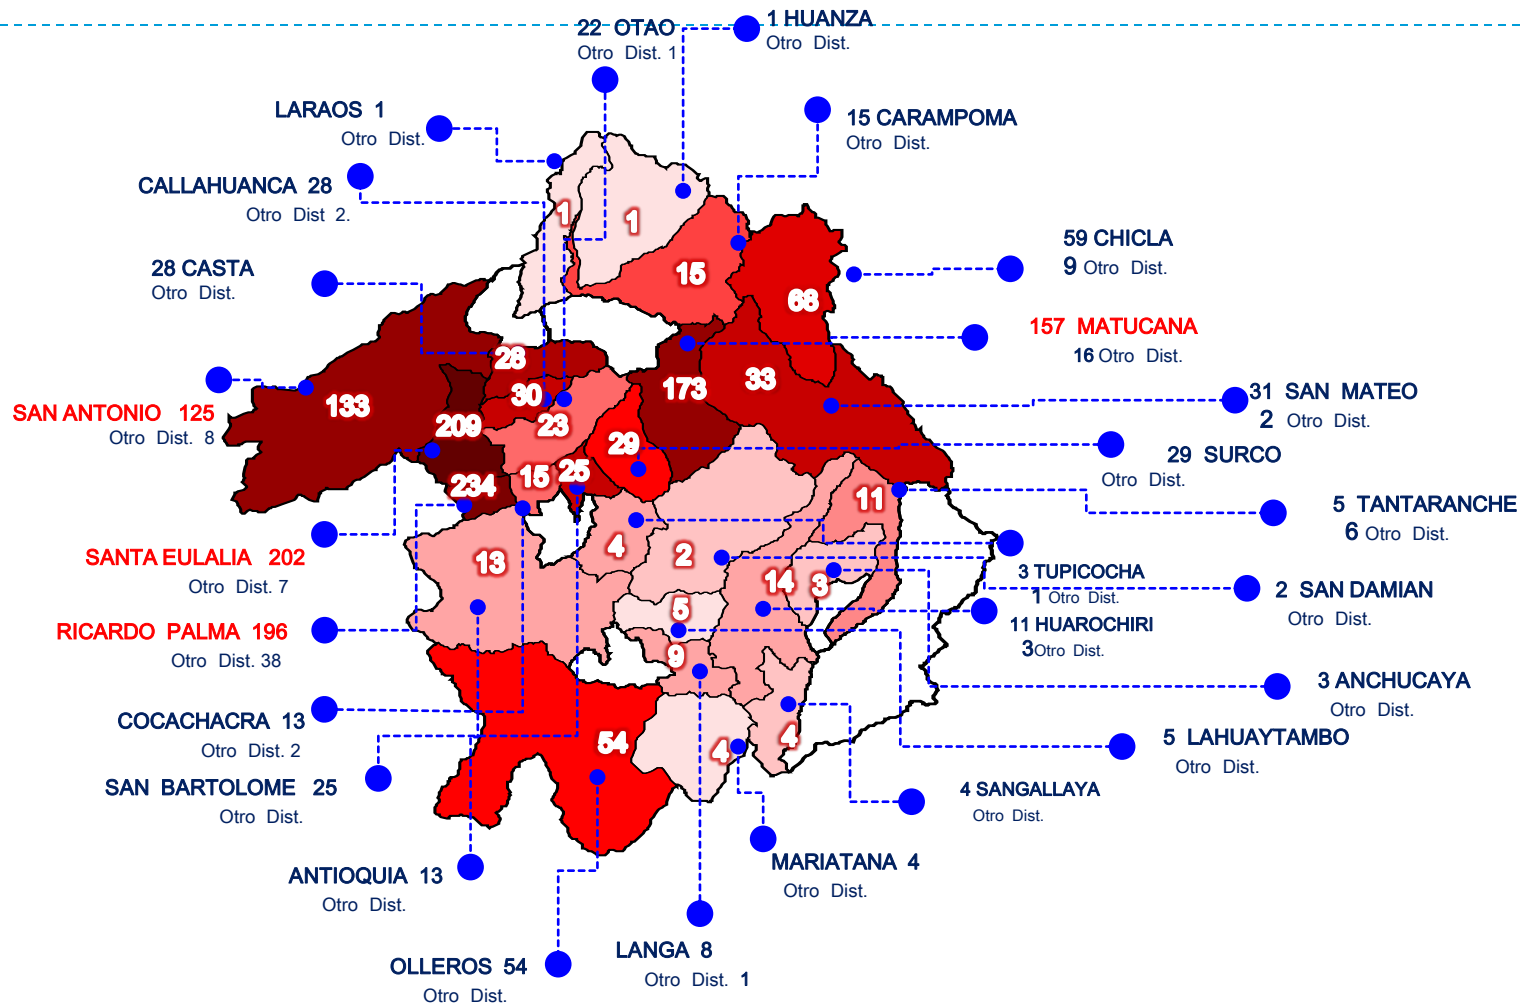 22 OTAO
Otro Dist. 1
1 HUANZA
Otro Dist.
LARAOS 1
Otro Dist.
15 CARAMPOMA
Otro Dist.
CALLAHUANCA 28
Otro Dist 2.
28 CASTA
Otro Dist.
59 CHICLA
9 Otro Dist.
157 MATUCANA
16 Otro Dist.
SAN ANTONIO 125
Otro Dist. 8
31 SAN MATEO
2 Otro Dist.
29 SURCO
Otro Dist.
5 TANTARANCHE
6 Otro Dist.
SANTA EULALIA 202
Otro Dist. 7
3 TUPICOCHA
1 Otro Dist.
2 SAN DAMIAN
Otro Dist.
11 HUAROCHIRI
3 Otro Dist.
RICARDO PALMA 196
Otro Dist. 38
3 ANCHUCAYA
Otro Dist.
COCACHACRA 13
Otro Dist. 2
5 LAHUAYTAMBO
Otro Dist.
SAN BARTOLOME 25
Otro Dist.
4 SANGALLAYA
Otro Dist.
ANTIOQUIA 13
Otro Dist.
MARIATANA 4
Otro Dist.
LANGA 8
Otro Dist. 1
OLLEROS 54
Otro Dist.
1
1
15
68
28
30
173
33
133
209
23
29
234
15
25
11
13
4
2
14
3
5
9
54
4
4